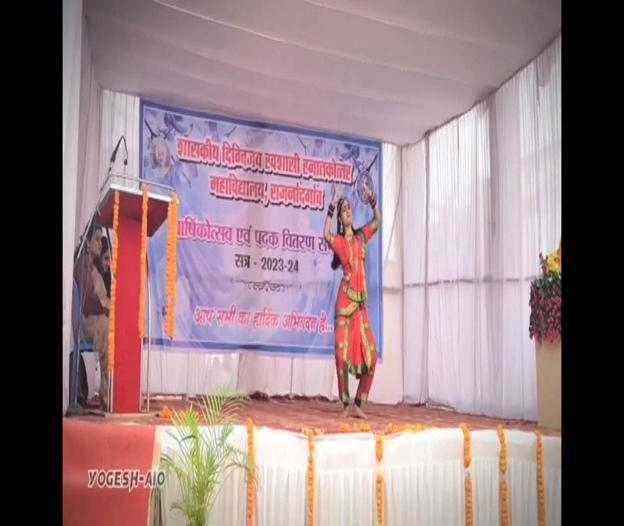 शासकीय दिग्विजय स्वशासी स्नातकोत्तर
महाविद्यालय, राजनांदगाँव
वार्षिकोत्सव एवं पदक वितरण
सत्र - 2023-24
आप सभी का हार्दिक अभिनंदन है...
YOGESH-AIO